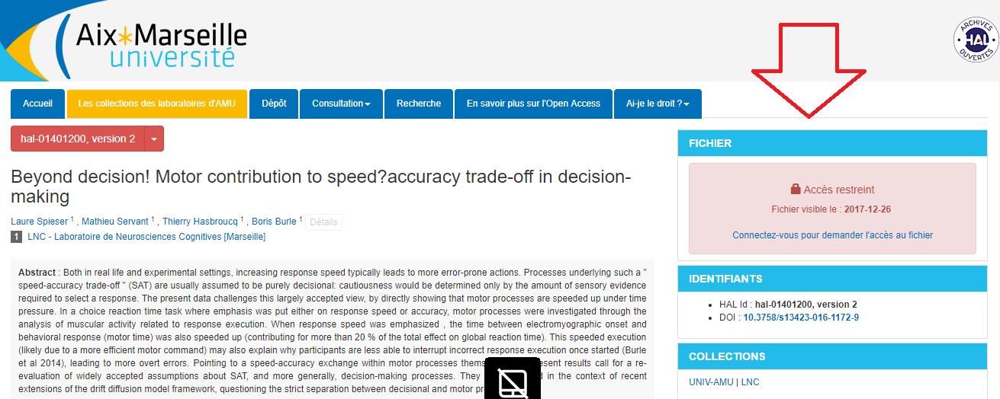 Aix Marseille
université
ARCHIVES
HAL
OUVERTES
Accueil
Les collections des laboratoires d'AMU
Dépôt
Consultation
Recherche
En savoir plus sur l'Open Access
Ai-je le droit ?
hal-01401200, version 2
Beyond decision! Motor contribution to speed?accuracy trade-off in decision-
making
Laure Spieser 1 , Mathieu Servant 1 , Thierry Hasbroucq 1 , Boris Burle 1 Détails
1 LNC - Laboratoire de Neurosciences Cognitives [Marseille]
Abstract : Both in real life and experimental settings, increasing response speed typically leads to more error-prone actions. Processes underlying such a "
speed-accuracy trade-off " (SAT) are usually assumed to be purely decisional: cautiousness would be determined only by the amount of sensory evidence
required to select a response. The present data challenges this largely accepted view, by directly showing that motor processes are speeded up under time
pressure. In a choice reaction time task where emphasis was put either on response speed or accuracy, motor processes were investigated through the
analysis of muscular activity related to response execution. When response speed was emphasized , the time between electromyographic onset and
behavioral response (motor time) was also speeded up (contributing for more than 20 % of the total effect on global reaction time). This speeded execution
(likely due to a more efficient motor command) may also explain why participants are less able to interrupt incorrect response execution once started (Burle
et al 2014), leading to more overt errors. Pointing to a speed-accuracy exchange within motor processes results call for a re-
evaluation of widely accepted assumptions about SAT, and more generally, decision-making processes. They in the context of recent
extensions of the drift diffusion model framework, questioning the strict separation between decisional and motor
FICHIER
Accès restreint
Fichier visible le : 2017-12-26
Connectez-vous pour demander l'accès au fichier
IDENTIFIANTS
HAL Id : hal-01401200, version 2
DOI : 10.3758/s13423-016-1172-9
COLLECTIONS
UNIV-AMU | LNC